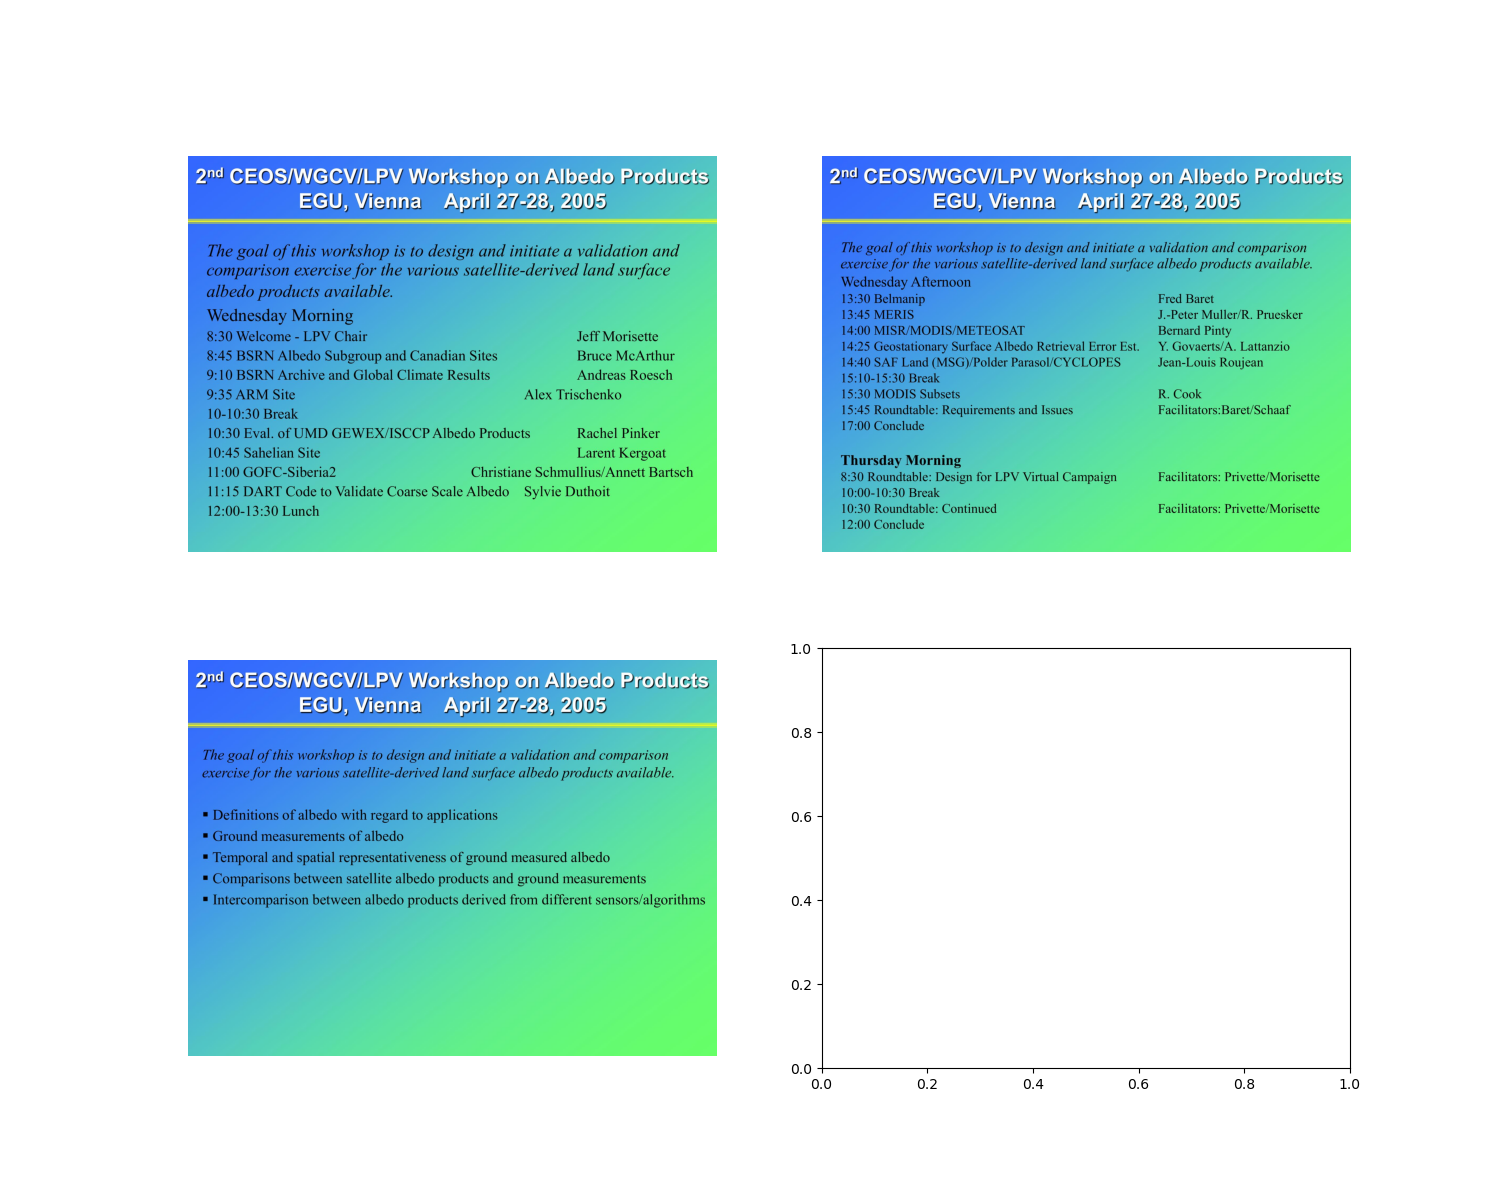 2nd CEOS/WGCV/LPV Workshop on Albedo Products
EGU, Vienna April 27-28, 2005
The goal of this workshop is to design and initiate a validation and
comparison exercise for the various satellite-derived land surface
albedo products available.
Wednesday Morning
8:30 Welcome - LPV Chair Jeff Morisette
8:45 BSRN Albedo Subgroup and Canadian Sites Bruce McArthur
9:10 BSRN Archive and Global Climate Results Andreas Roesch
9:35 ARM Site Alex Trischenko
10-10:30 Break
10:30 Eval. of UMD GEWEX/ISCCP Albedo Products Rachel Pinker
10:45 Sahelian Site Larent Kergoat
11:00 GOFC-Siberia2 Christiane Schmullius/Annett Bartsch
11:15 DART Code to Validate Coarse Scale Albedo Sylvie Duthoit
12:00-13:30 Lunch
2nd CEOS/WGCV/LPV Workshop on Albedo Products
EGU, Vienna April 27-28, 2005
The goal of this workshop is to design and initiate a validation and comparison
exercise for the various satellite-derived land surface albedo products available.
Wednesday Afternoon
13:30 Belmanip Fred Baret
13:45 MERIS J.-Peter Muller/R. Pruesker
14:00 MISR/MODIS/METEOSAT Bernard Pinty
14:25 Geostationary Surface Albedo Retrieval Error Est. Y. Govaerts/A. Lattanzio
14:40 SAF Land (MSG)/Polder Parasol/CYCLOPES Jean-Louis Roujean
15:10-15:30 Break
15:30 MODIS Subsets R. Cook
15:45 Roundtable: Requirements and Issues Facilitators:Baret/Schaaf
17:00 Conclude
Thursday Morning
8:30 Roundtable: Design for LPV Virtual Campaign Facilitators: Privette/Morisette
10:00-10:30 Break
10:30 Roundtable: Continued Facilitators: Privette/Morisette
12:00 Conclude
2nd CEOS/WGCV/LPV Workshop on Albedo Products
EGU, Vienna April 27-28, 2005
The goal of this workshop is to design and initiate a validation and comparison
exercise for the various satellite-derived land surface albedo products available.
▪ Definitions of albedo with regard to applications
▪ Ground measurements of albedo
▪ Temporal and spatial representativeness of ground measured albedo
▪ Comparisons between satellite albedo products and ground measurements
▪ Intercomparison between albedo products derived from different sensors/algorithms
1.0
0.8
0.6
0.4
0.2
0.0
0.0 0.2 0.4 0.6 0.8 1.0